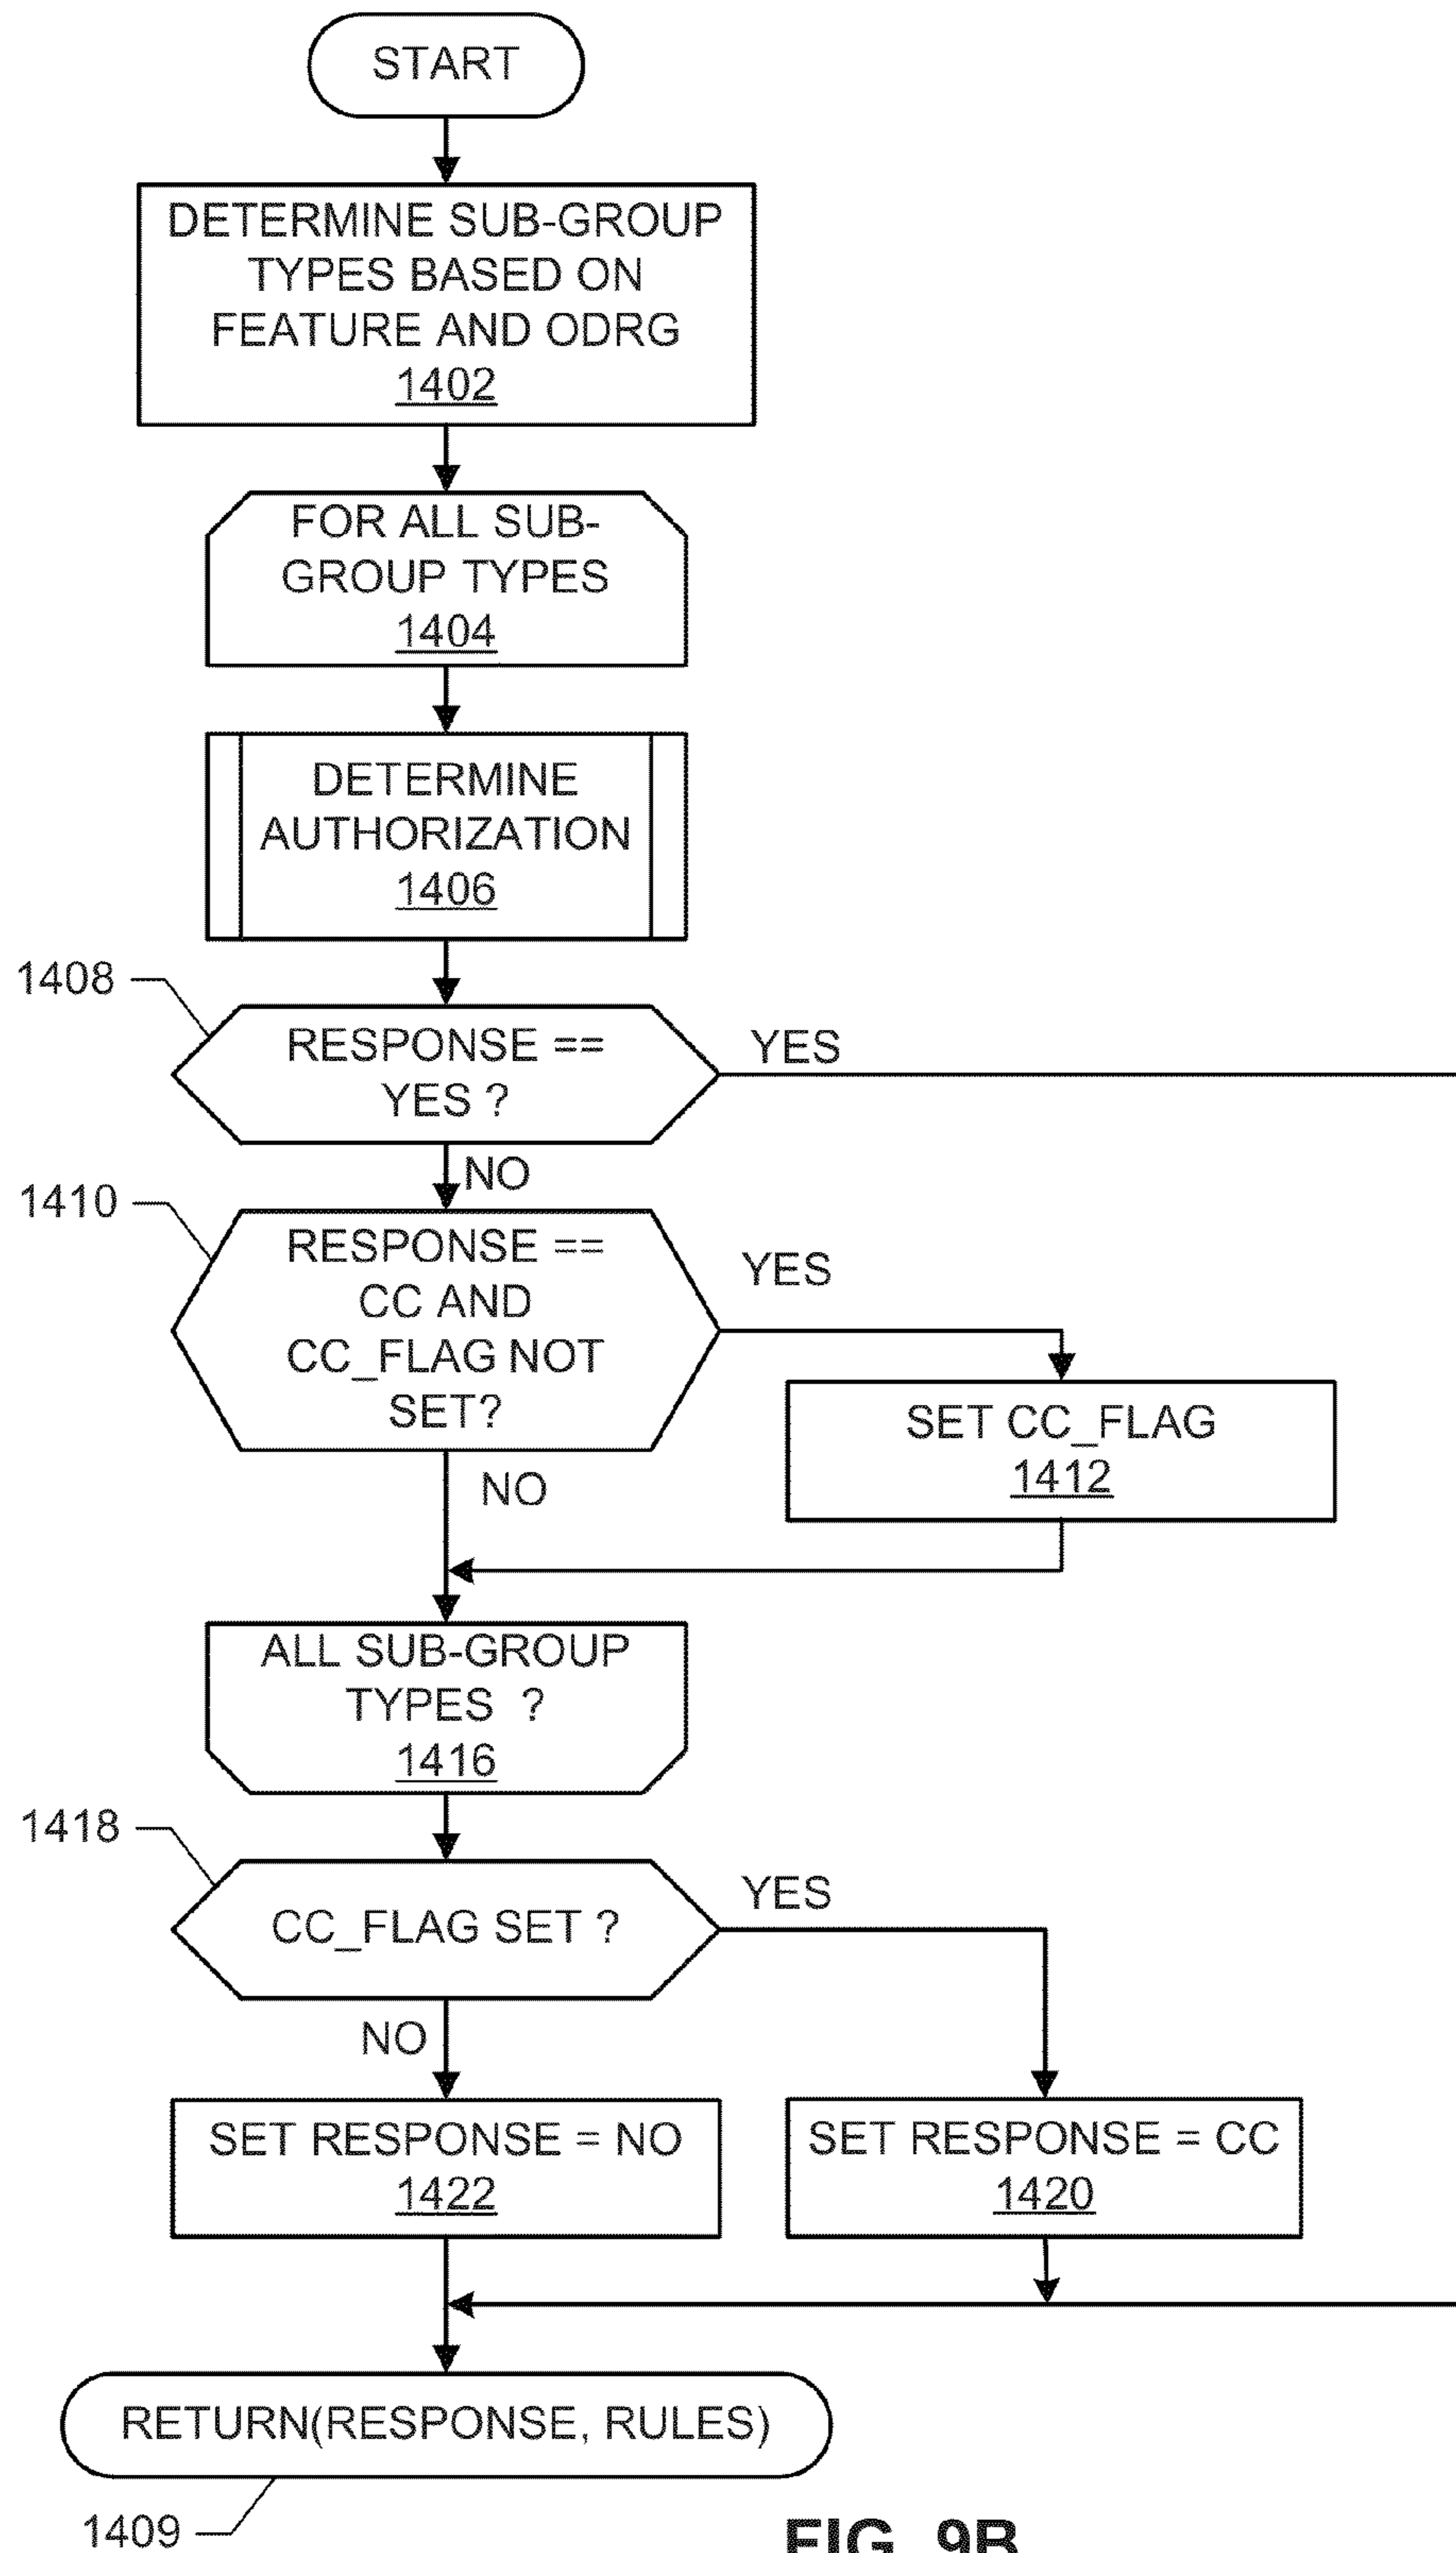 START
DETERMINE SUB-GROUP
TYPES BASED ON
FEATURE AND ODRG
1402
FOR ALL SUB-
GROUP TYPES
1404
DETERMINE
AUTHORIZATION
1406
1408
RESPONSE ==
YES ?
YES
NO
1410
RESPONSE ==
CC AND
CC_FLAG NOT
SET?
YES
SET CC_FLAG
1412
NO
ALL SUB-GROUP
TYPES ?
1416
1418
CC_FLAG SET ?
YES
NO
SET RESPONSE = NO
1422
SET RESPONSE = CC
1420
RETURN(RESPONSE, RULES)
1409
FIG. 9B